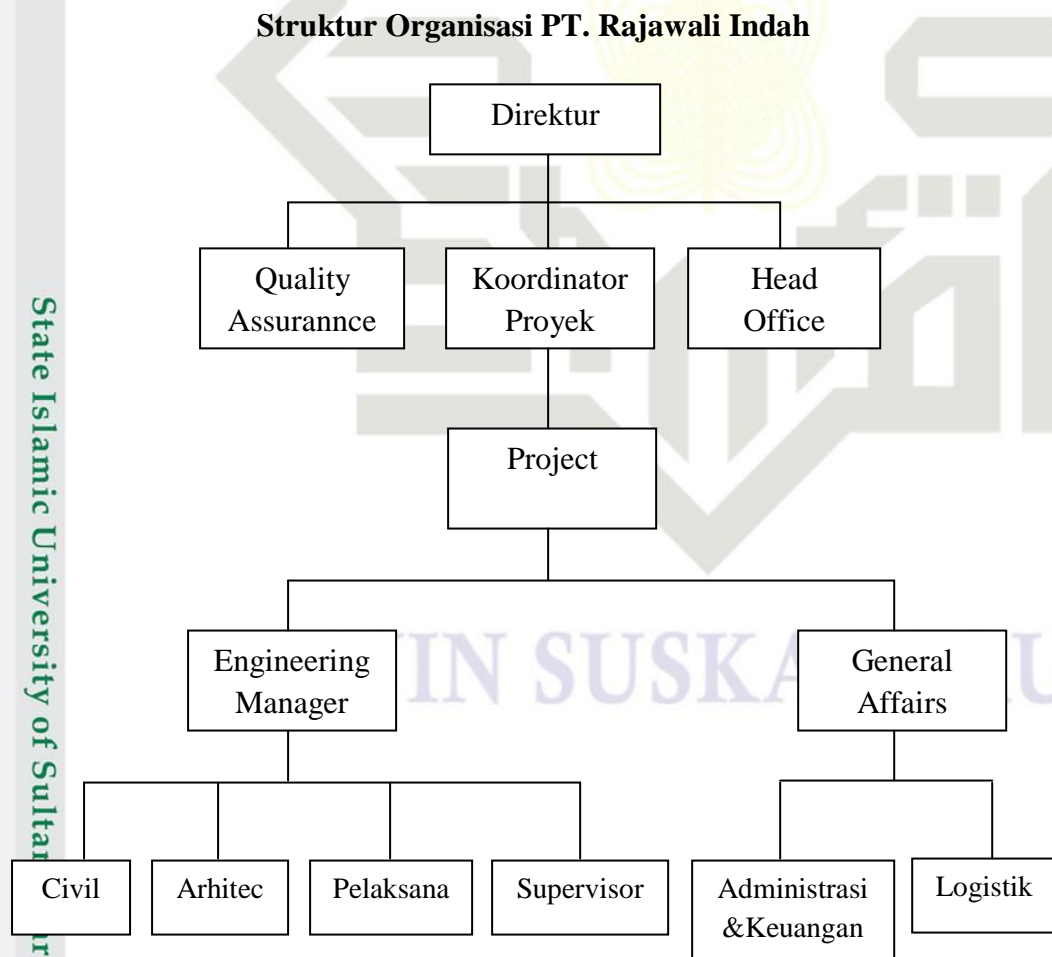 Struktur Organisasi PT. Rajawali Indah
Direktur
Quality
Assurannce
Koordinator
Proyek
Head
Office
Project
Engineering
Manager
General
Affairs
Civil
Arhitec
Pelaksana
Supervisor
Administrasi
&Keuangan
Logistik
State Islamic University of Sultan
IN SUSKA